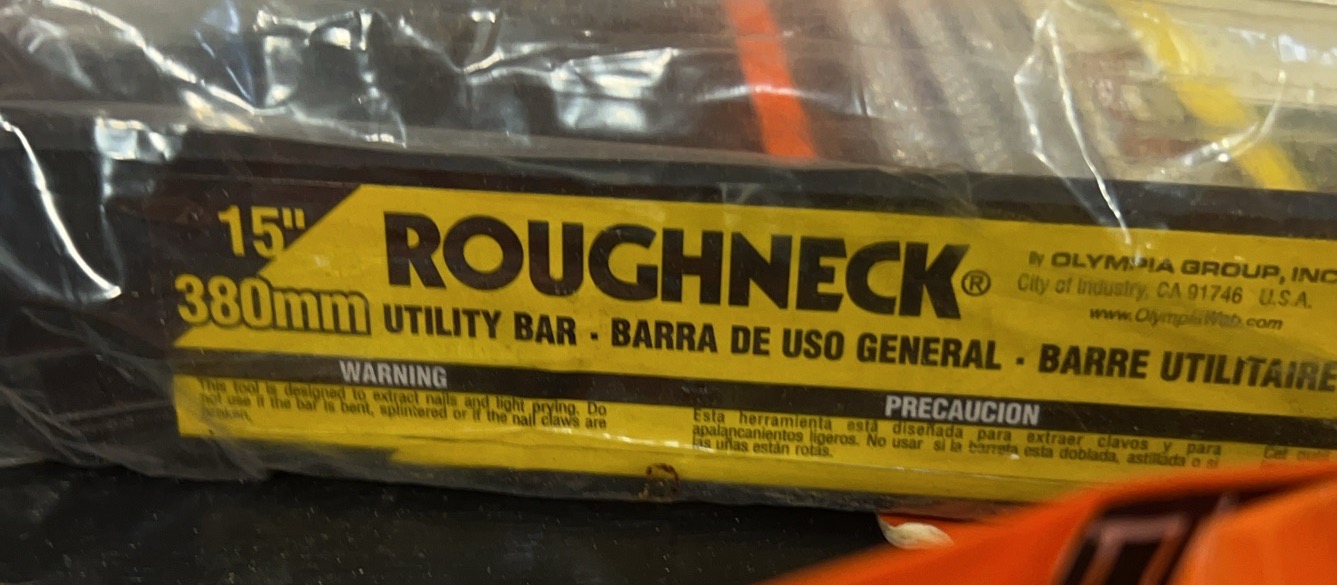 15"
380mm
ROUGHNECK®
By OLYMPIA GROUP, INC
City of Industry, CA 91746 U.S.A.
www.OlympiaWeb.com
UTILITY BAR · BARRA DE USO GENERAL · BARRE UTILITAIRE
WARNING
This tool is designed to extract nails and light prying. Do
not use if the bar is bent, splintered or if the nail claws are
broken.
PRECAUCION
Esta herramienta está diseñada para extraer clavos y para
apalancanientos ligeros. No usar si la barreta esta doblada, astillada o si
las uñas están rotas.